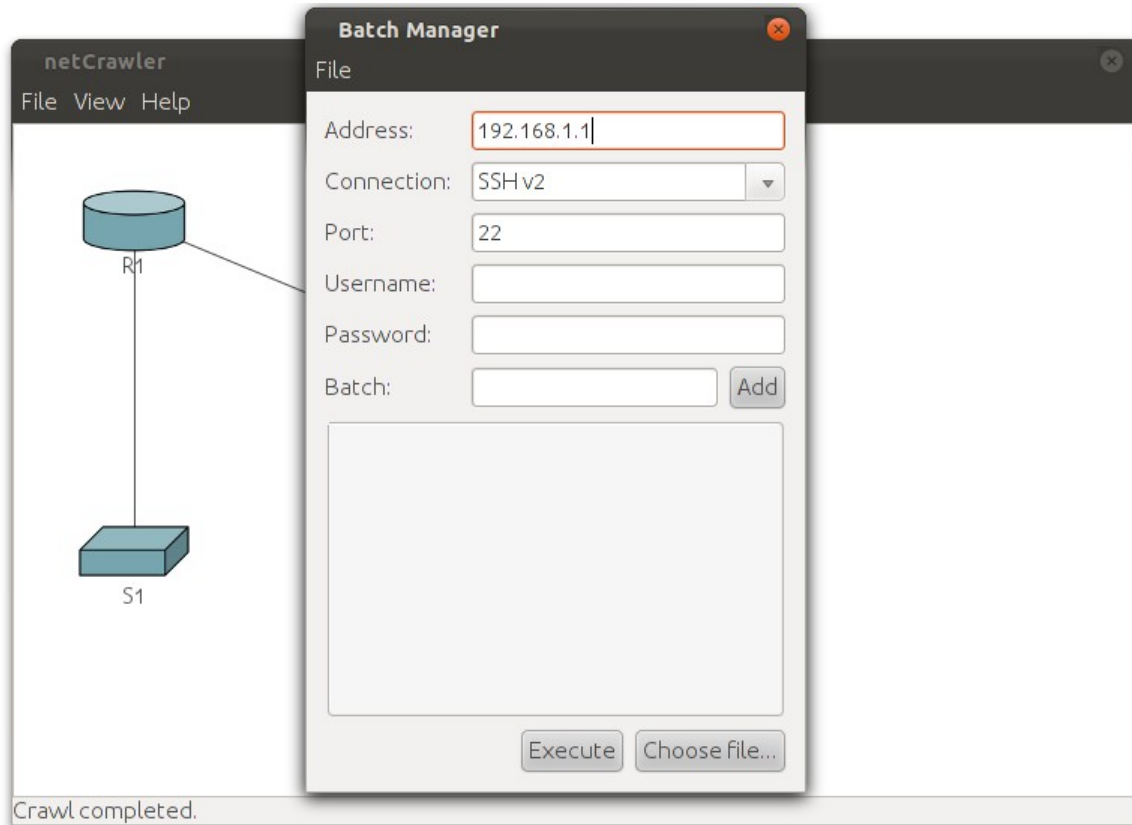 Batch Manager
File
netCrawler
File View Help
Address: 192.168.1.1
Connection: SSH v2
Port: 22
Username:
Password:
Batch: Add
R1
S1
Execute Choose file...
Crawl completed.